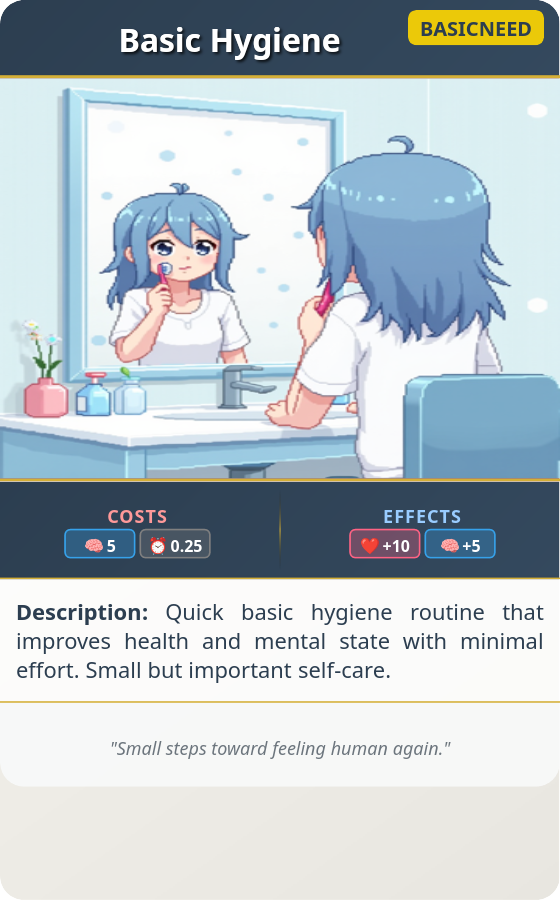 Basic Hygiene
BASICNEED
COSTS
🧠 5
⏰ 0.25
EFFECTS
❤️ +10
🧠 +5
Description: Quick basic hygiene routine that
improves health and mental state with minimal
effort. Small but important self-care.
"Small steps toward feeling human again."